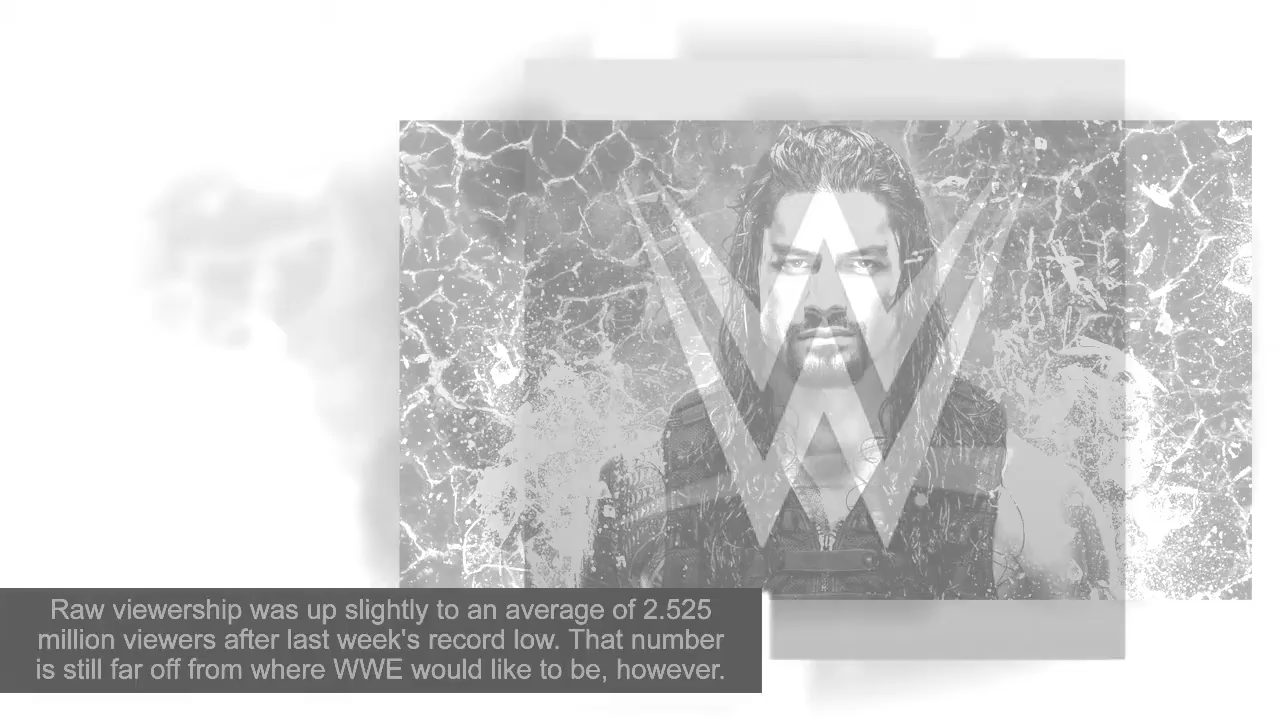 Raw viewership was up slightly to an average of 2.525
million viewers after last week's record low. That number
is still far off from where WWE would like to be, however.